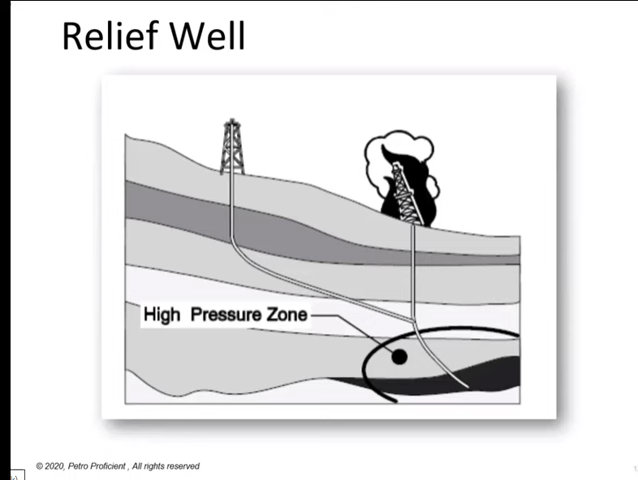 Relief Well
High Pressure Zone
© 2020, Petro Proficient , All rights reserved